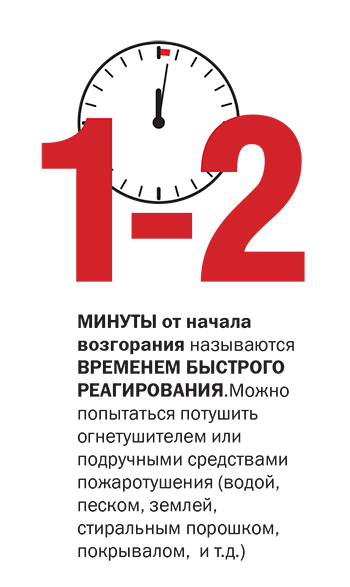 1-2
МИНУТЫ от начала
возгорания называются
ВРЕМЕНЕМ БЫСТРОГО
РЕАГИРОВАНИЯ.Можно
попытаться потушить
огнетушителем или
подручными средствами
пожаротушения (водой,
песком, землей,
стиральным порошком,
покрывалом, и т.д.)